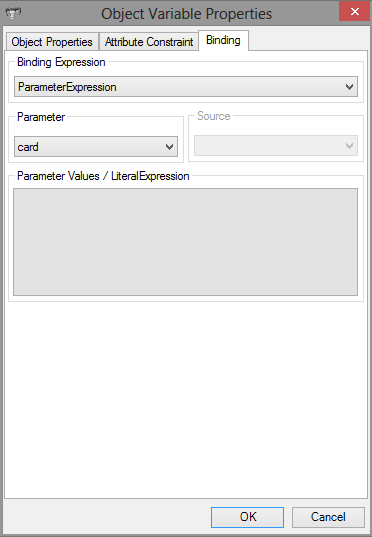 Object Variable Properties
Object Properties Attribute Constraint Binding
Binding Expression
ParameterExpression
Parameter Source
card
Parameter Values / LiteralExpression
OK Cancel